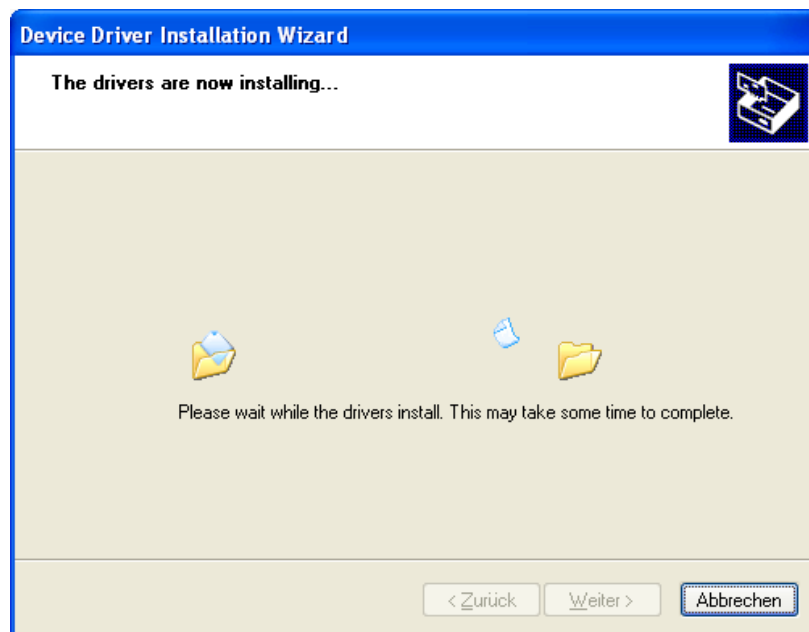 Device Driver Installation Wizard
The drivers are now installing...
Please wait while the drivers install. This may take some time to complete.
< Zurück Weiter > Abbrechen